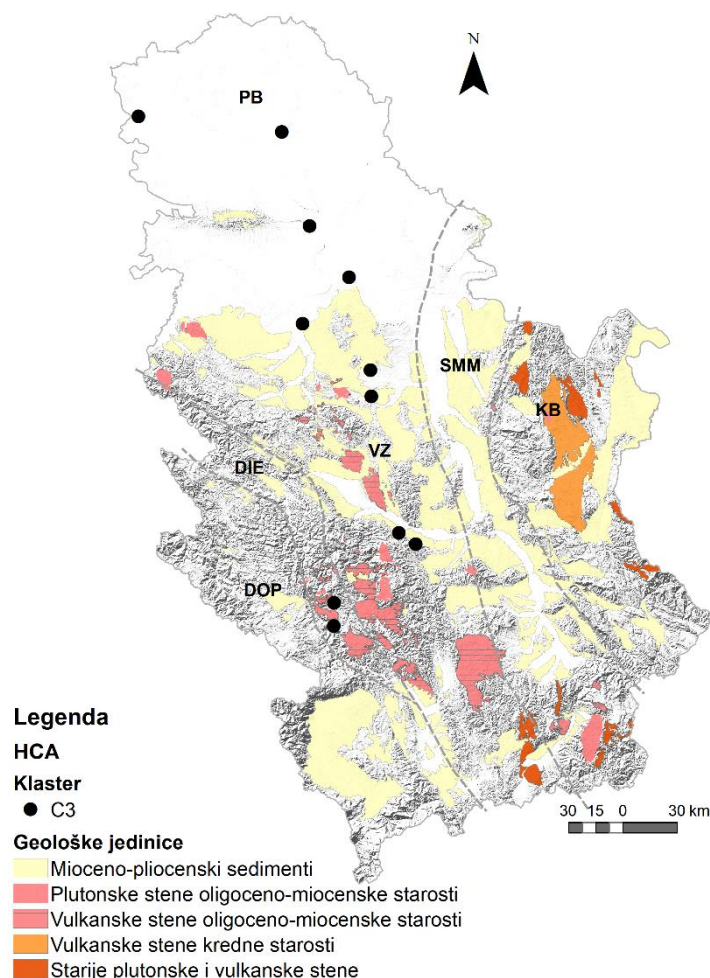 N
PB
SMM
KB
VZ
DIE
DOP
Legenda
HCA
Klaster
C3
Geološke jedinice
Mioceno-pliocenski sedimenti
Plutonske stene oligoceno-miocenske starosti
Vulkanske stene oligoceno-miocenske starosti
Vulkanske stene kredne starosti
Starije plutonske i vulkanske stene
30 15 0 30 km